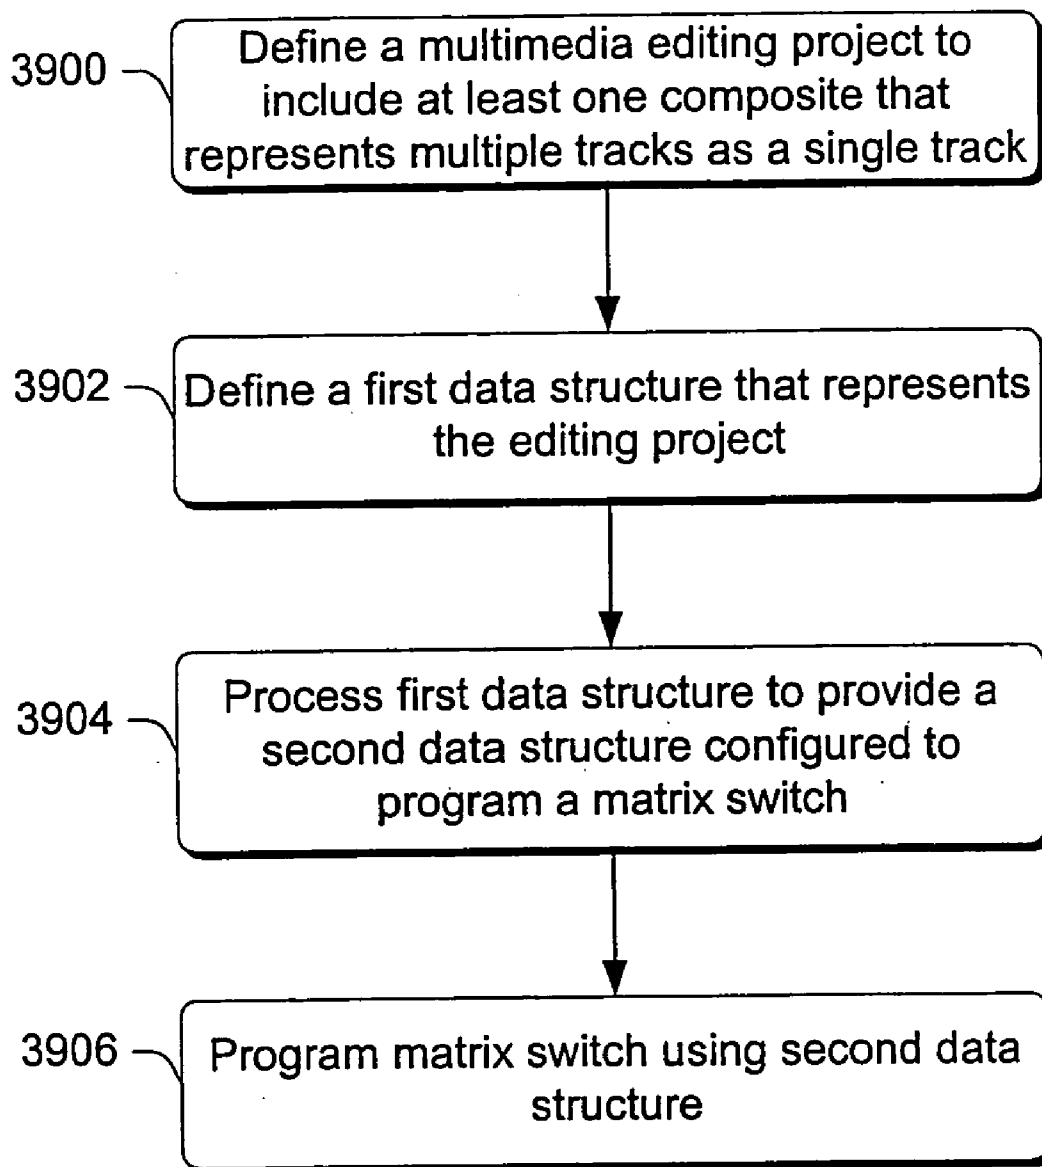 3900
Define a multimedia editing project to
include at least one composite that
represents multiple tracks as a single track
3902
Define a first data structure that represents
the editing project
3904
Process first data structure to provide a
second data structure configured to
program a matrix switch
3906
Program matrix switch using second data
structure